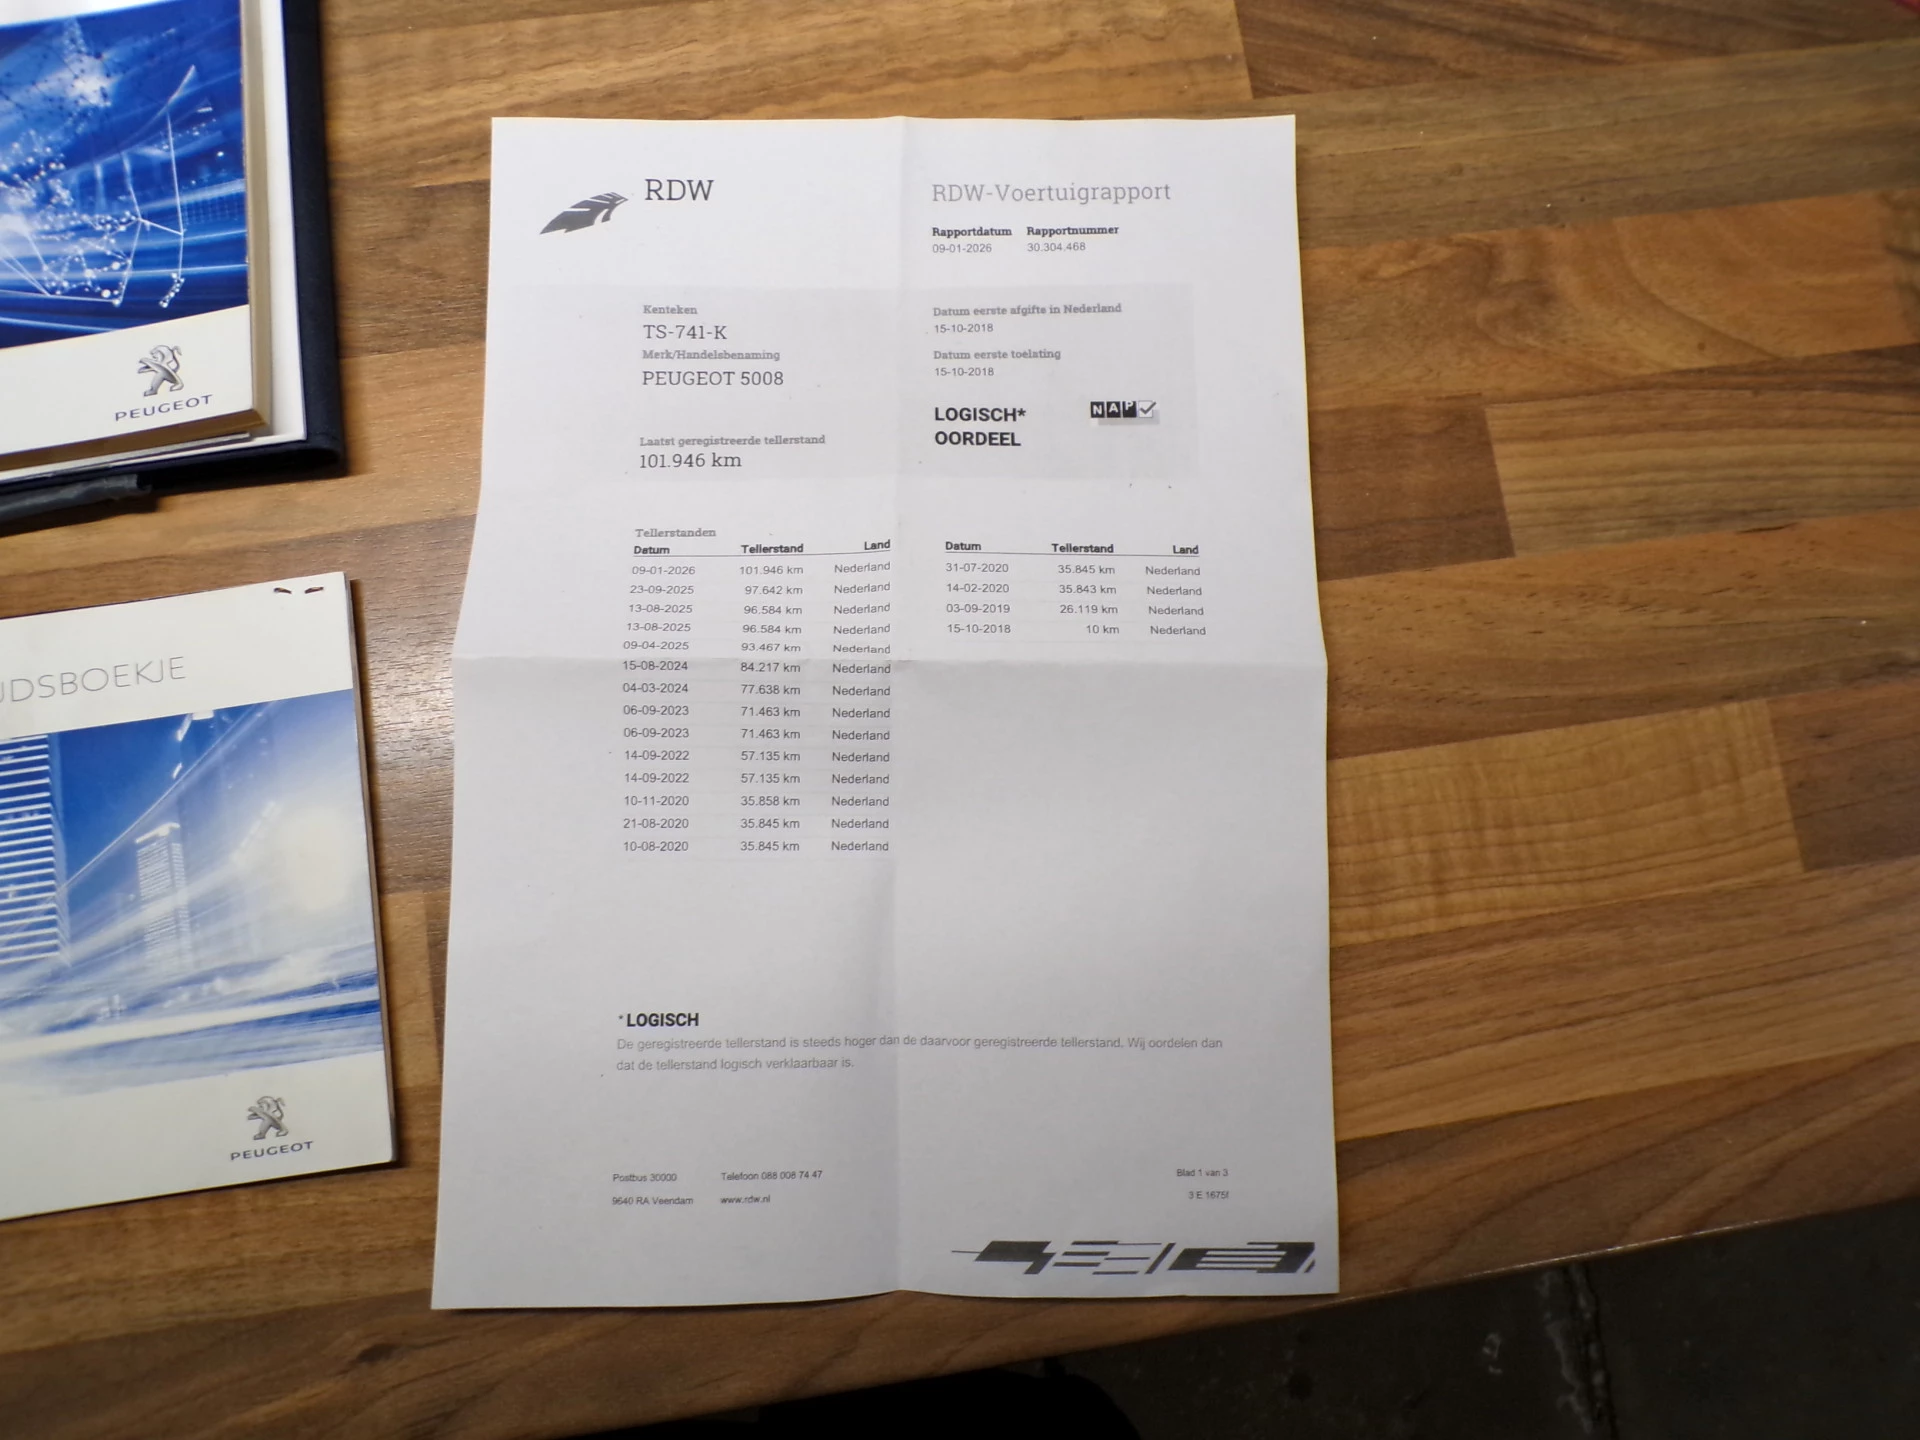 RDW
RDW-Voertuigrapport
Rapportdatum Rapportnummer
09-01-2026 30.304.468
Kenteken
TS-741-K
Merk/Handelsbenaming
PEUGEOT 5008
Laatst geregistreerde tellerstand
101.946 km
Datum eerste afgifte in Nederland
15-10-2018
Datum eerste toelating
15-10-2018
LOGISCH*
OORDEEL
NAP
Tellerstanden
Datum Tellerstand Land
09-01-2026 101.946 km Nederland
23-09-2025 97.642 km Nederland
13-08-2025 96.584 km Nederland
13-08-2025 96.584 km Nederland
09-04-2025 93.467 km Nederland
15-08-2024 84.217 km Nederland
04-03-2024 77.638 km Nederland
06-09-2023 71.463 km Nederland
06-09-2023 71.463 km Nederland
14-09-2022 57.135 km Nederland
14-09-2022 57.135 km Nederland
10-11-2020 35.858 km Nederland
21-08-2020 35.845 km Nederland
10-08-2020 35.845 km Nederland
Datum Tellerstand Land
31-07-2020 35.845 km Nederland
14-02-2020 35.843 km Nederland
03-09-2019 26.119 km Nederland
15-10-2018 10 km Nederland
*LOGISCH
De geregistreerde tellerstand is steeds hoger dan de daarvoor geregistreerde tellerstand. Wij oordelen dan
dat de tellerstand logisch verklaarbaar is.
Postbus 30000 Telefoon 088 008 74 47
9640 RA Veendam www.rdw.nl
Blad 1 van 3
3 E 1675f
PEUGEOT
UDSBOEKJE
PEUGEOT